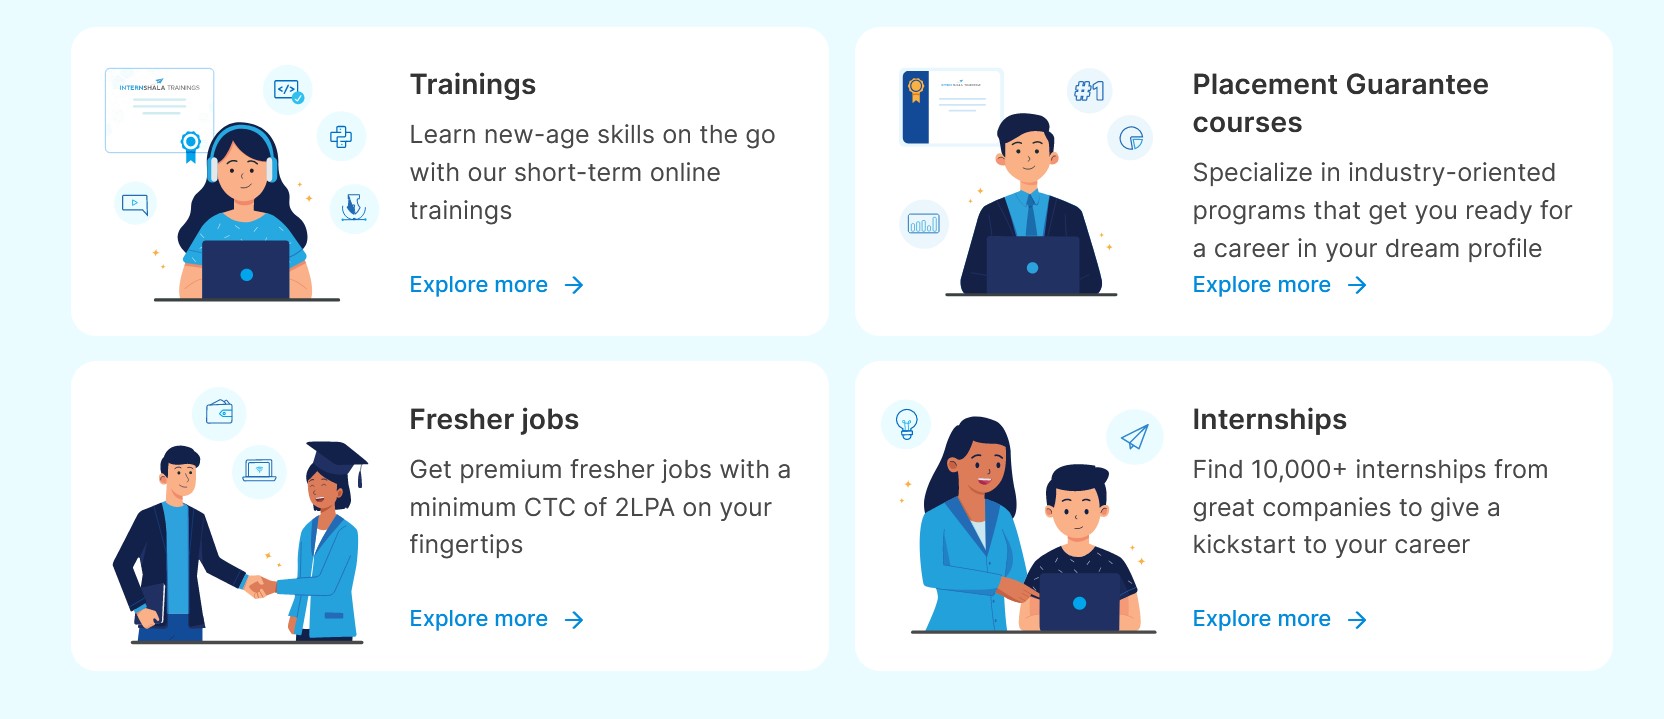 INTERNSHALA TRAININGS
</>
Trainings
Learn new-age skills on the go
with our short-term online
trainings
Explore more
#1
Placement Guarantee
courses
Specialize in industry-oriented
programs that get you ready for
a career in your dream profile
Explore more
Fresher jobs
Get premium fresher jobs with a
minimum CTC of 2LPA on your
fingertips
Explore more
Internships
Find 10,000+ internships from
great companies to give a
kickstart to your career
Explore more